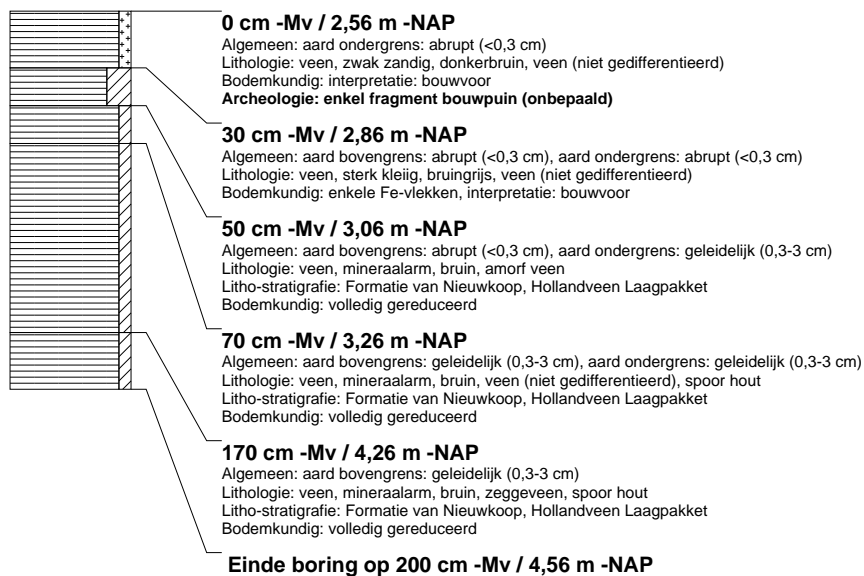 0 cm -Mv / 2,56 m -NAP
Algemeen: aard ondergrens: abrupt (<0,3 cm)
Lithologie: veen, zwak zandig, donkerbruin, veen (niet gedifferentieerd)
Bodemkundig: interpretatie: bouwvoor
Archeologie: enkel fragment bouwpuin (onbepaald)
30 cm -Mv / 2,86 m -NAP
Algemeen: aard bovengrens: abrupt (<0,3 cm), aard ondergrens: abrupt (<0,3 cm)
Lithologie: veen, sterk kleiig, bruingrijs, veen (niet gedifferentieerd)
Bodemkundig: enkele Fe-vlekken, interpretatie: bouwvoor
50 cm -Mv / 3,06 m -NAP
Algemeen: aard bovengrens: abrupt (<0,3 cm), aard ondergrens: geleidelijk (0,3-3 cm)
Lithologie: veen, mineraalarm, bruin, amorf veen
Litho-stratigrafie: Formatie van Nieuwkoop, Hollandveen Laagpakket
Bodemkundig: volledig gereduceerd
70 cm -Mv / 3,26 m -NAP
Algemeen: aard bovengrens: geleidelijk (0,3-3 cm), aard ondergrens: geleidelijk (0,3-3 cm)
Lithologie: veen, mineraalarm, bruin, veen (niet gedifferentieerd), spoor hout
Litho-stratigrafie: Formatie van Nieuwkoop, Hollandveen Laagpakket
Bodemkundig: volledig gereduceerd
170 cm -Mv / 4,26 m -NAP
Algemeen: aard bovengrens: geleidelijk (0,3-3 cm)
Lithologie: veen, mineraalarm, bruin, zeggeveen, spoor hout
Litho-stratigrafie: Formatie van Nieuwkoop, Hollandveen Laagpakket
Bodemkundig: volledig gereduceerd
Einde boring op 200 cm -Mv / 4,56 m -NAP